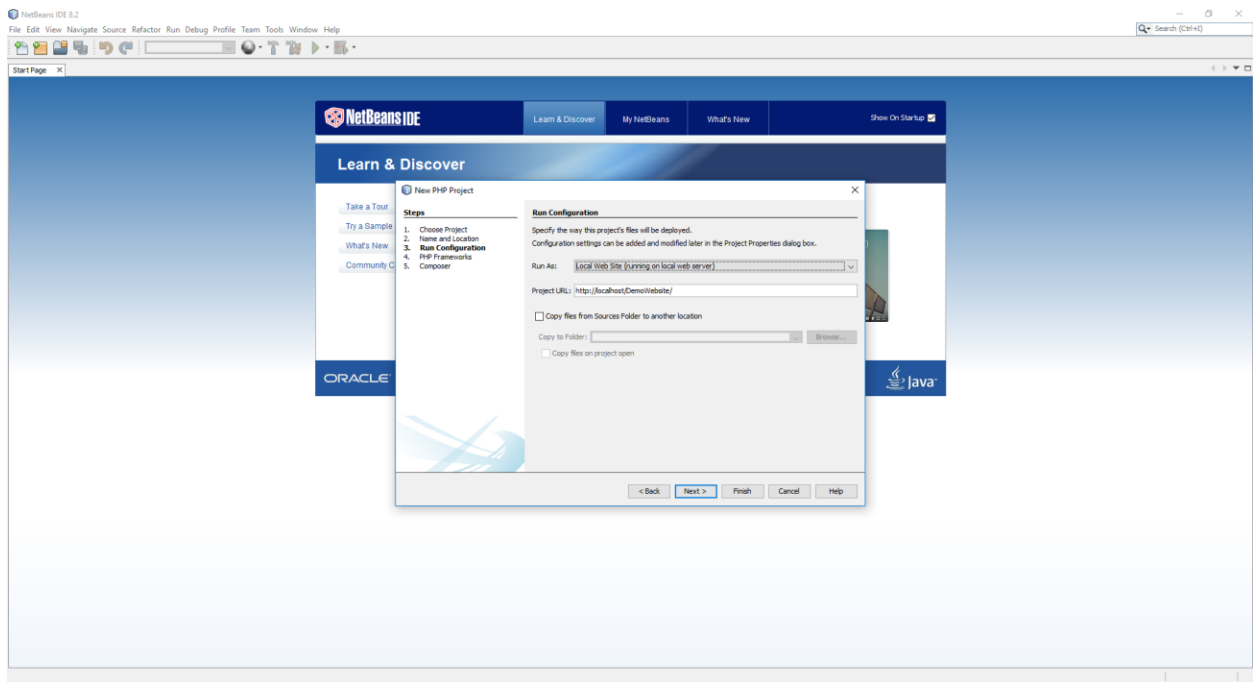 NetBeans IDE 8.2
File Edit View Navigate Source Refactor Run Debug Profile Team Tools Window Help
Search (Ctrl+I)
Start Page
NetBeans IDE
Learn & Discover
My NetBeans
What's New
Show On Startup
Learn & Discover
Take a Tour
Try a Sample
What's New
Community C
ORACLE
Java
New PHP Project
Steps
1. Choose Project
2. Name and Location
3. Run Configuration
4. PHP Frameworks
5. Composer
Run Configuration
Specify the way this project's files will be deployed.
Configuration settings can be added and modified later in the Project Properties dialog box.
Run As: Local Web Site (running on local web server)
Project URL: http://localhost/DemoWebsite/
Copy files from Sources Folder to another location
Copy to Folder: Browse...
Copy files on project open
< Back Next > Finish Cancel Help